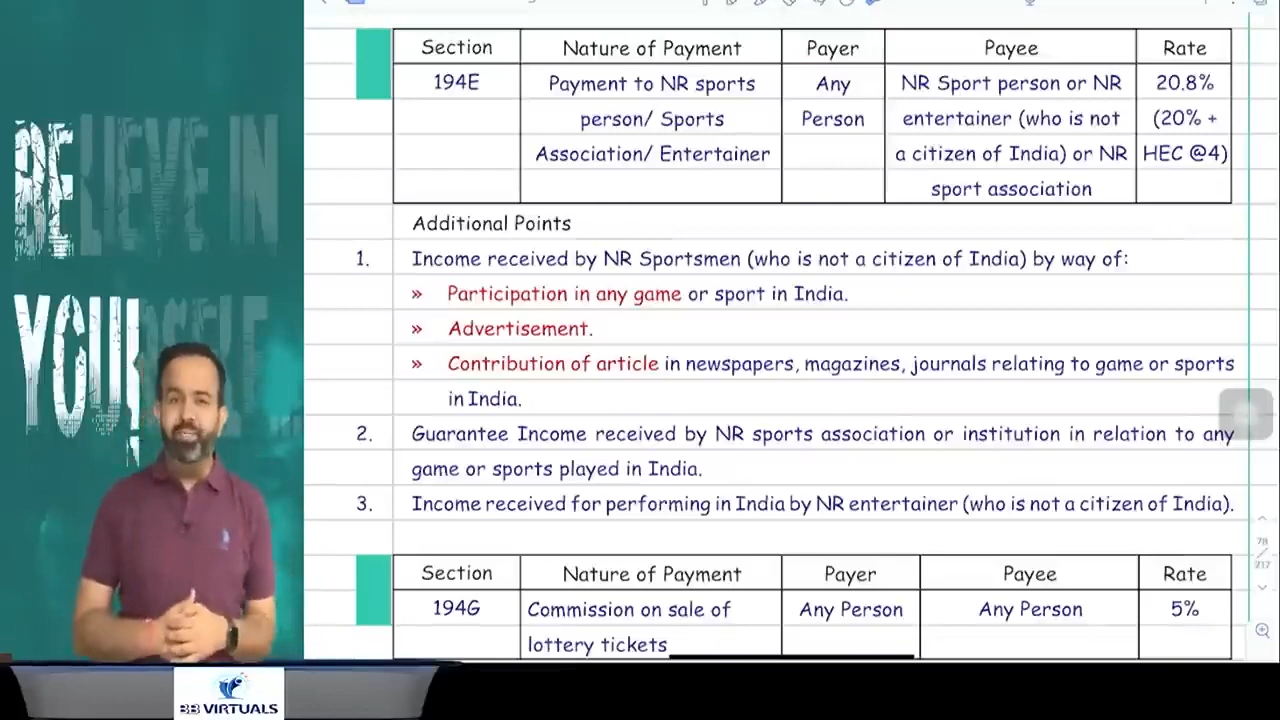 BELIEVE IN
YOURSELF
Section Nature of Payment Payer Payee Rate
194E Payment to NR sports Any NR Sport person or NR 20.8%
person/ Sports Person entertainer (who is not (20% +
Association/ Entertainer a citizen of India) or NR HEC @4)
sport association
Additional Points
1. Income received by NR Sportsmen (who is not a citizen of India) by way of:
» Participation in any game or sport in India.
» Advertisement.
» Contribution of article in newspapers, magazines, journals relating to game or sports
in India.
2. Guarantee Income received by NR sports association or institution in relation to any
game or sports played in India.
3. Income received for performing in India by NR entertainer (who is not a citizen of India).
78
/
217
Section Nature of Payment Payer Payee Rate
194G Commission on sale of Any Person Any Person 5%
lottery tickets
BB VIRTUALS